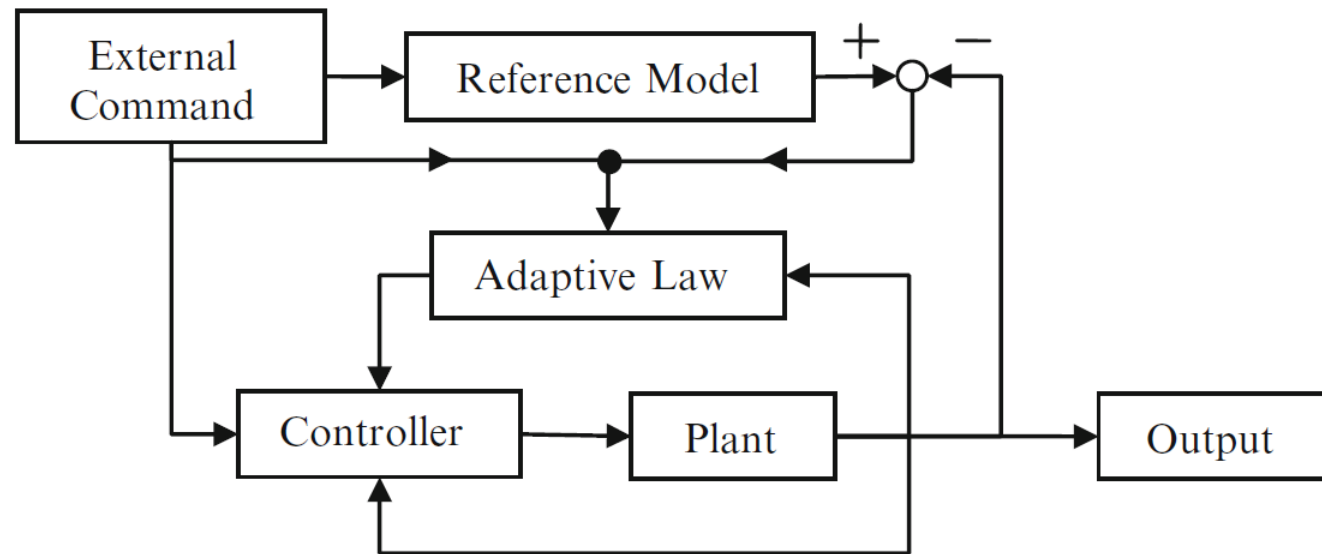 External
Command
Reference Model
+
−
Adaptive Law
Controller
Plant
Output